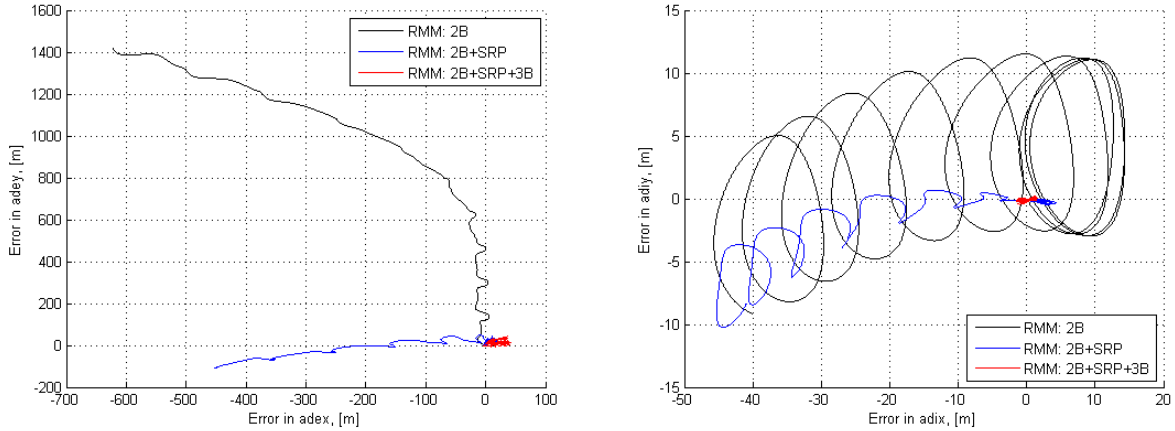 1600
1400
1200
1000
800
600
400
200
0
-200
-700 -600 -500 -400 -300 -200 -100 0 100
Error in adey, [m]
Error in adex, [m]
RMM: 2B
RMM: 2B+SRP
RMM: 2B+SRP+3B
15
10
5
0
-5
-10
-15
-50 -40 -30 -20 -10 0 10 20
Error in adiy, [m]
Error in adix, [m]
RMM: 2B
RMM: 2B+SRP
RMM: 2B+SRP+3B